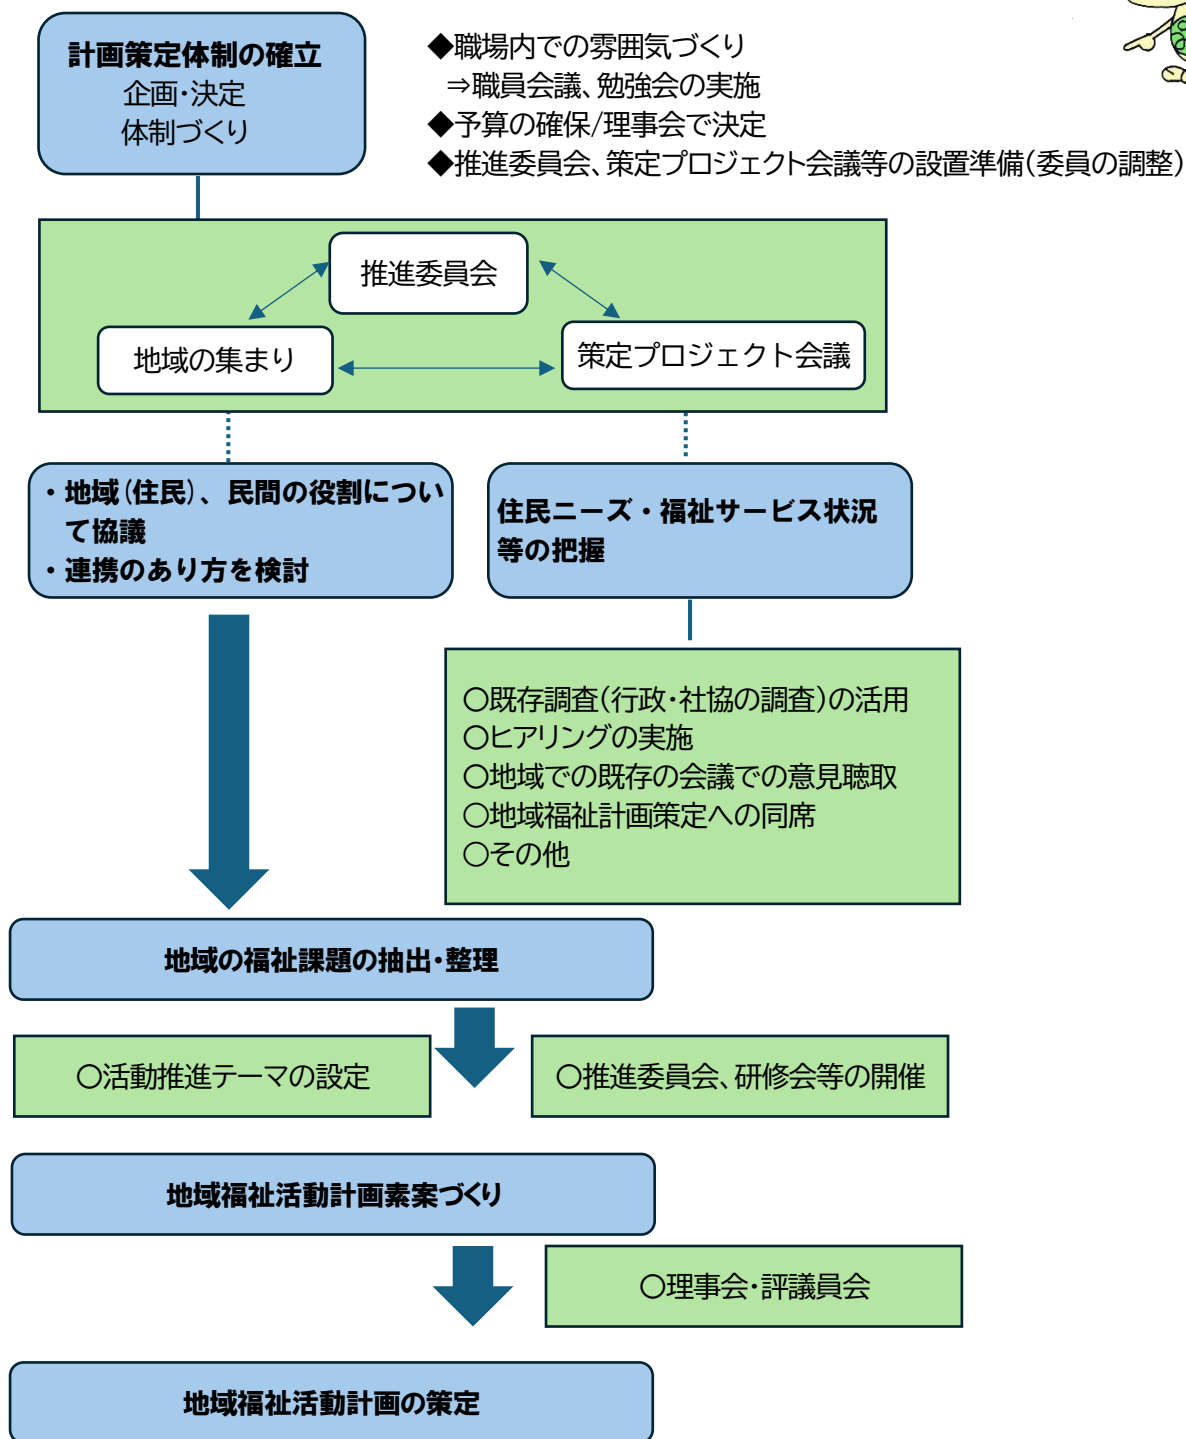 計画策定体制の確立
企画・決定
体制づくり
◆職場内での雰囲気づくり
⇒職員会議、勉強会の実施
◆予算の確保/理事会で決定
◆推進委員会、策定プロジェクト会議等の設置準備(委員の調整)
推進委員会
地域の集まり
策定プロジェクト会議
・地域(住民)、民間の役割につい
て協議
・連携のあり方を検討
住民ニーズ・福祉サービス状況
等の把握
〇既存調査(行政・社協の調査)の活用
〇ヒアリングの実施
〇地域での既存の会議での意見聴取
〇地域福祉計画策定への同席
〇その他
地域の福祉課題の抽出・整理
〇活動推進テーマの設定
〇推進委員会、研修会等の開催
地域福祉活動計画素案づくり
〇理事会・評議員会
地域福祉活動計画の策定